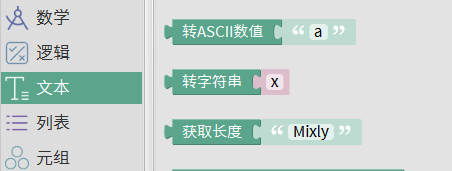 数学
逻辑
文本
列表
元组
转ASCII数值 “ a ”
转字符串 x
获取长度 “ Mixly ”